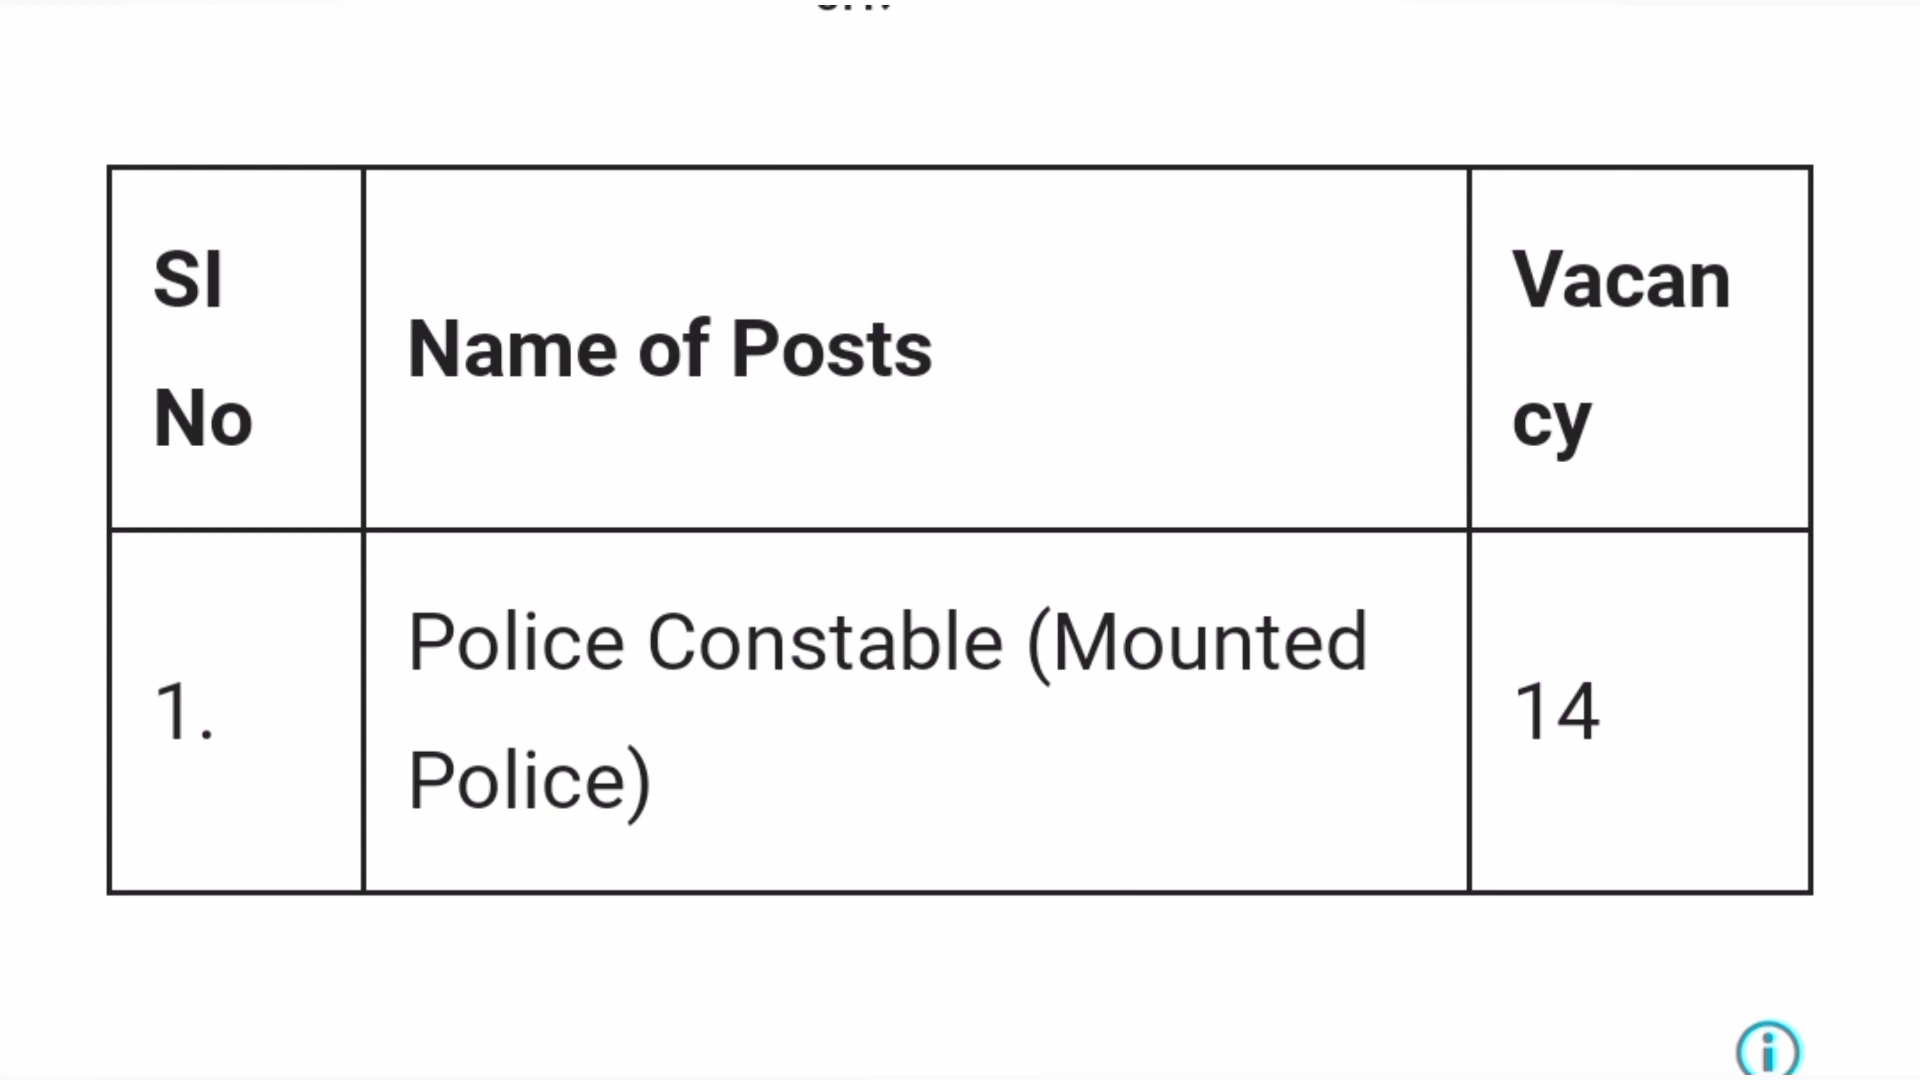 Sl
No
Name of Posts
Vacan
cy
1.
Police Constable (Mounted
Police)
14